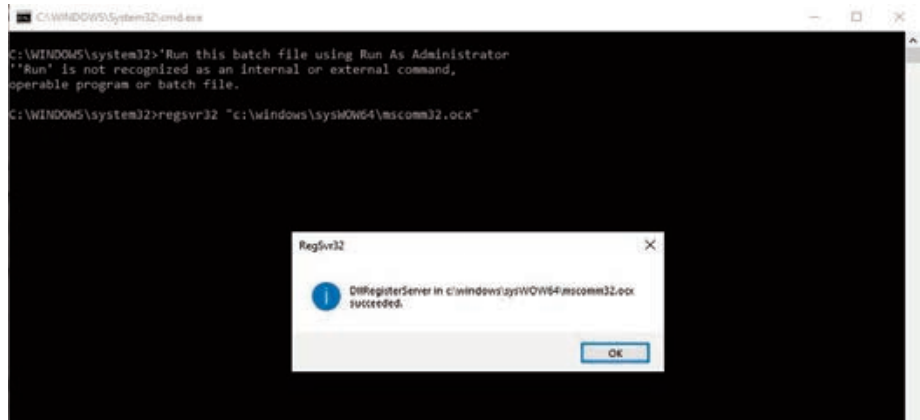 C:\WINDOWS\System32\cmd.exe
C:\WINDOWS\system32>'Run this batch file using Run As Administrator
''Run' is not recognized as an internal or external command,
operable program or batch file.
C:\WINDOWS\system32>regsvr32 "c:\windows\sysWOW64\mscomm32.ocx"
RegSvr32
DllRegisterServer in c:\windows\sysWOW64\mscomm32.ocx
succeeded.
OK